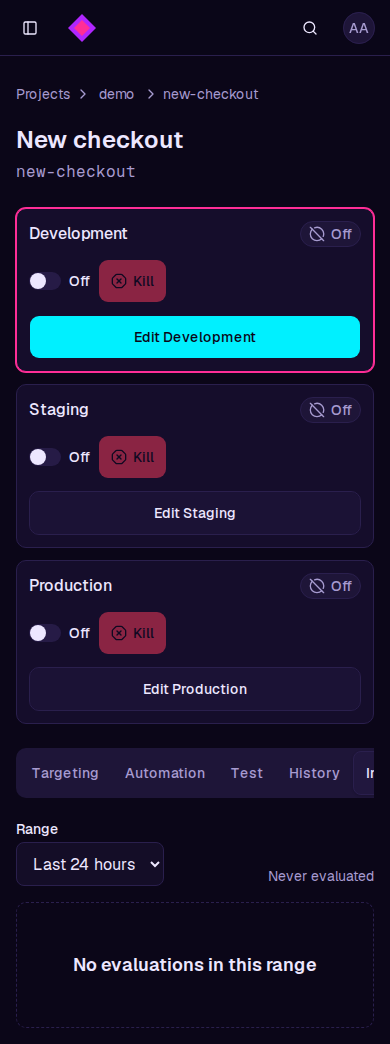 AA
Projects > demo > new-checkout
New checkout
new-checkout
Development Off
Off Kill
Edit Development
Staging Off
Off Kill
Edit Staging
Production Off
Off Kill
Edit Production
Targeting Automation Test History
Range
Last 24 hours
Never evaluated
No evaluations in this range